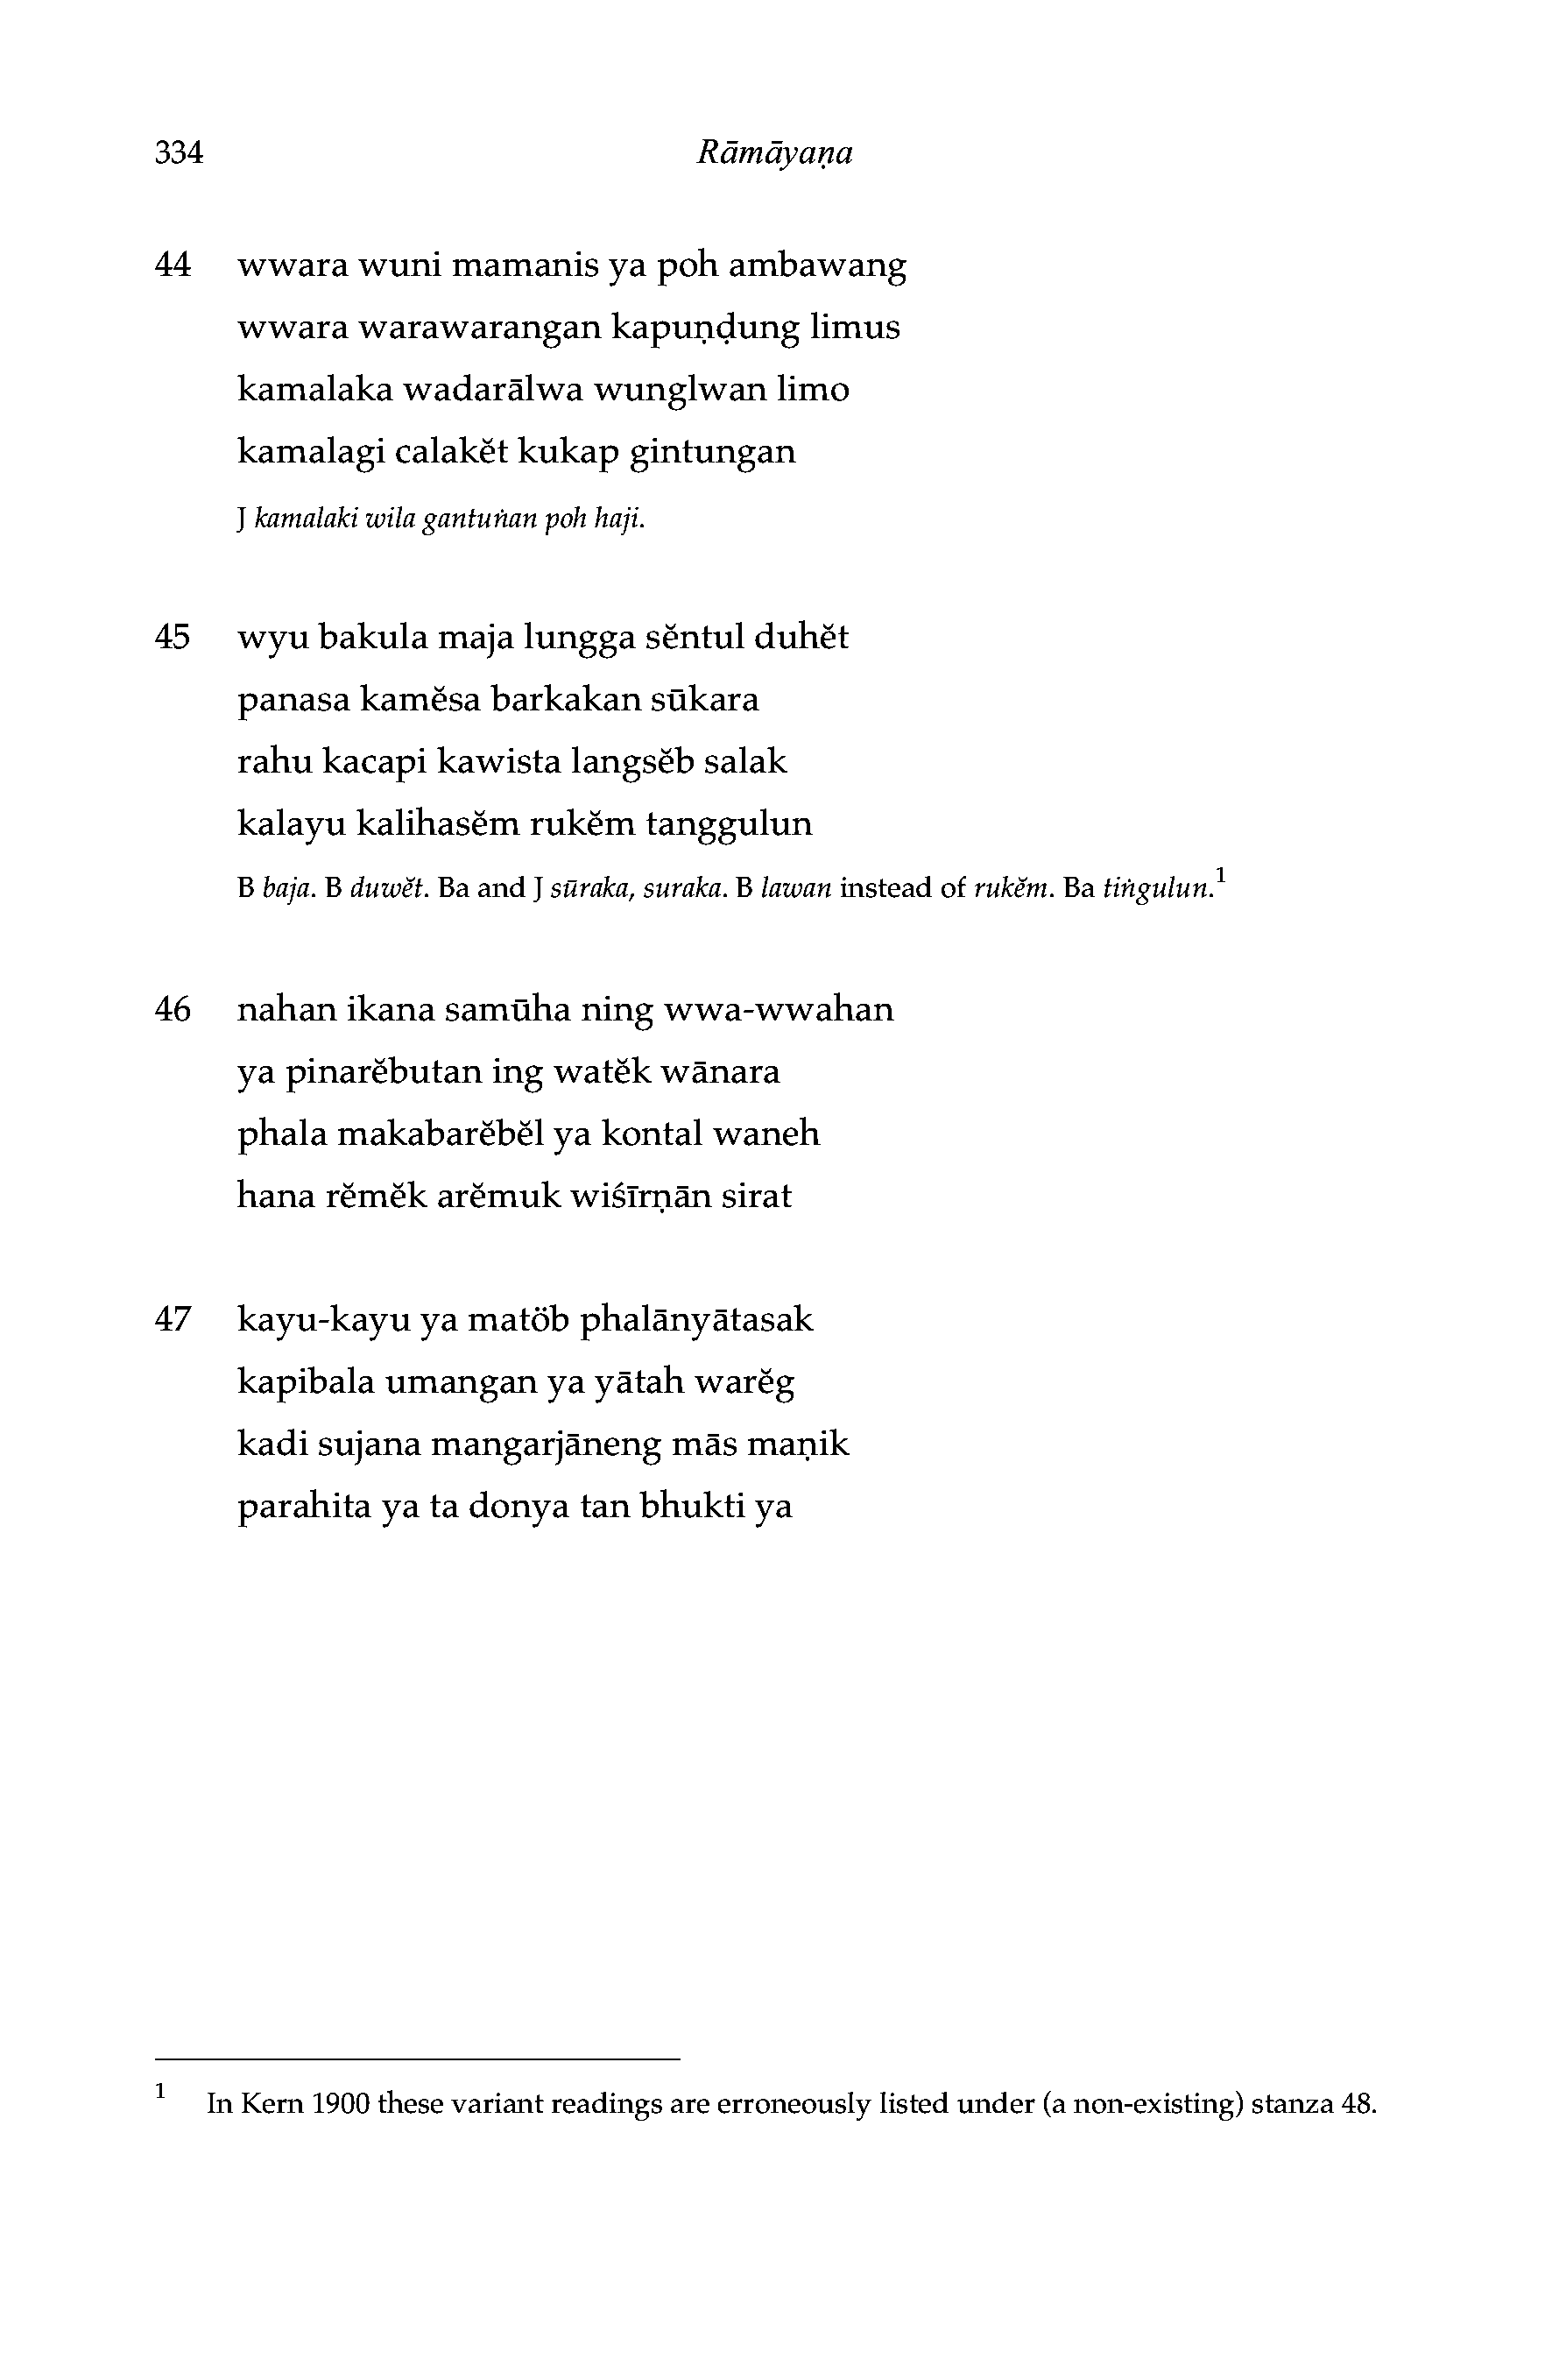 334 Rāmāyaṇa
44 wwara wuni mamanis ya poh ambawang
wwara warawarangan kapuṇḍung limus
kamalaka wadarālwa wunglwan limo
kamalagi calakĕt kukap gintungan
J kamalaki wila gantuṅan poh haji.
45 wyu bakula maja lungga sĕntul duhĕt
panasa kamĕsa barkakan sūkara
rahu kacapi kawista langsĕb salak
kalayu kalihasĕm rukĕm tanggulun
B baja. B duwĕt. Ba and J sūraka, suraka. B lawan instead of rukĕm. Ba tiṅgulun.1
46 nahan ikana samūha ning wwa-wwahan
ya pinarĕbutan ing watĕk wānara
phala makabarĕbĕl ya kontal waneh
hana rĕmĕk arĕmuk wiśīrṇān sirat
47 kayu-kayu ya matöb phalānyātasak
kapibala umangan ya yātah warĕg
kadi sujana mangarjāneng mās maṇik
parahita ya ta donya tan bhukti ya
1 In Kern 1900 these variant readings are erroneously listed under (a non-existing) stanza 48.